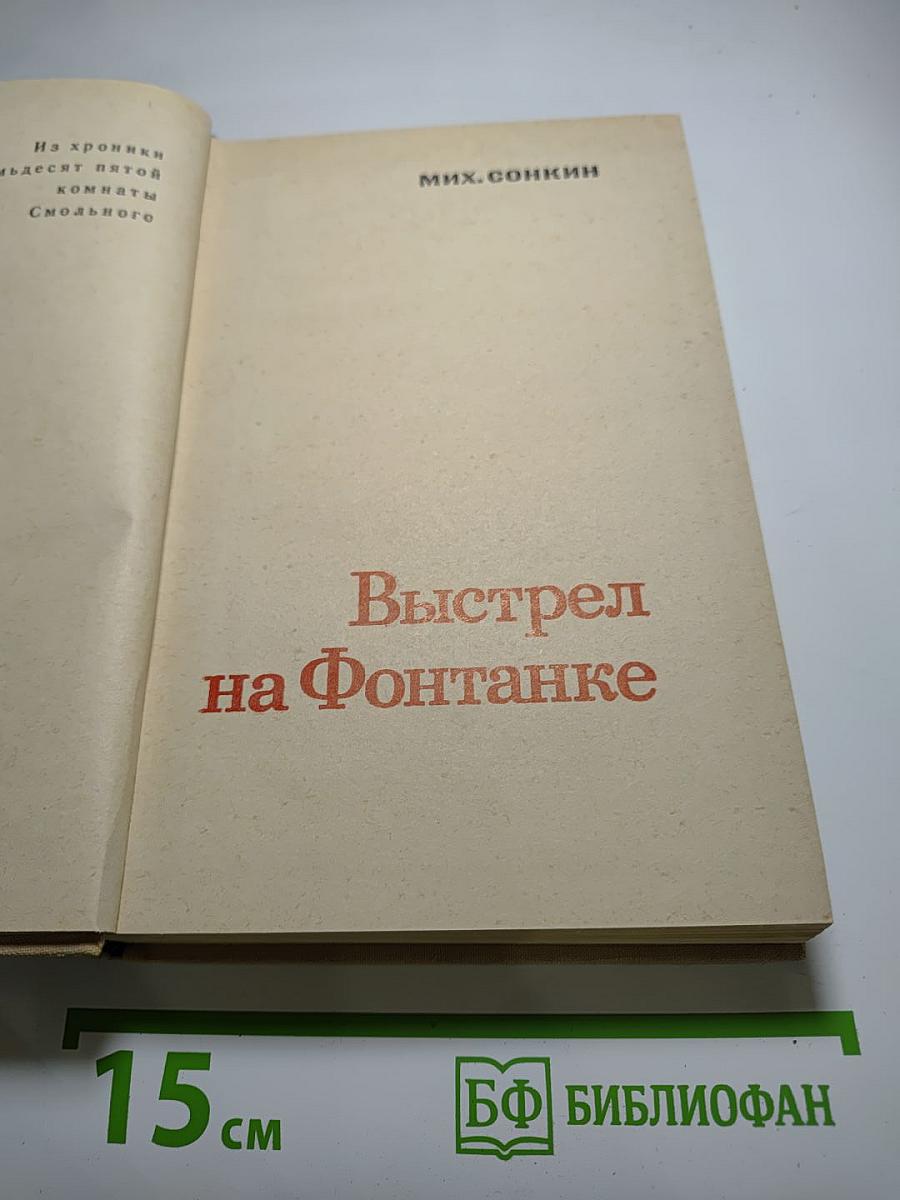 Из хроники
мьдесят пятой
комнаты
Смольного
МИХ. СОНКИН
Выстрел
на Фонтанке
15 см
БФ БИБЛИОФАН